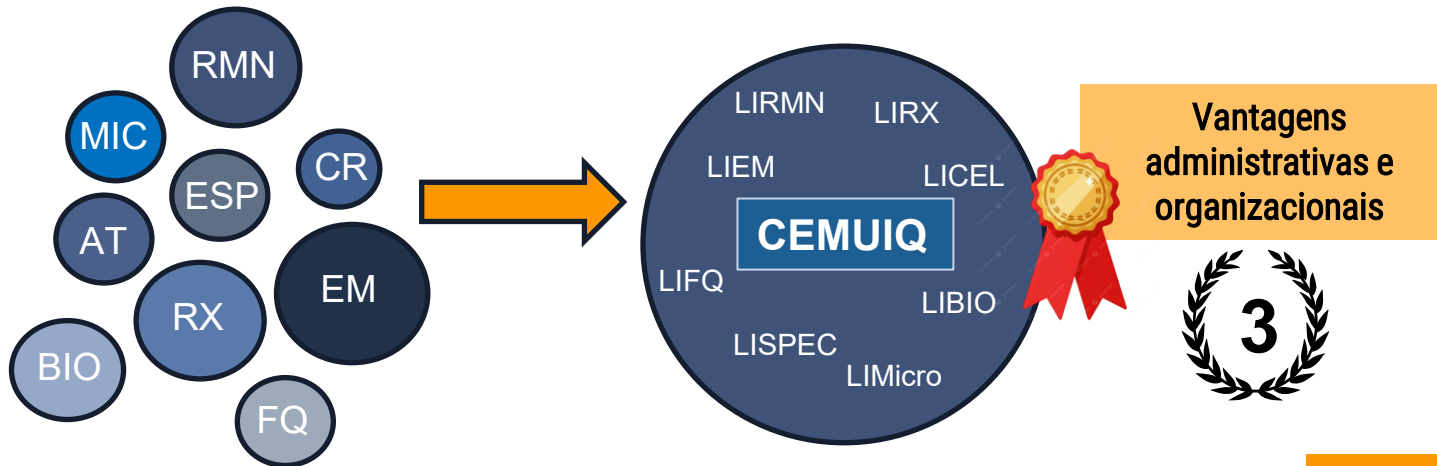 RMN
MIC
CR
ESP
AT
EM
RX
BIO
FQ
LIRMN
LIRX
LIEM
LICEL
CEMUIQ
LIFQ
LIBIO
LISPEC
LIMicro
Vantagens
administrativas e
organizacionais
3